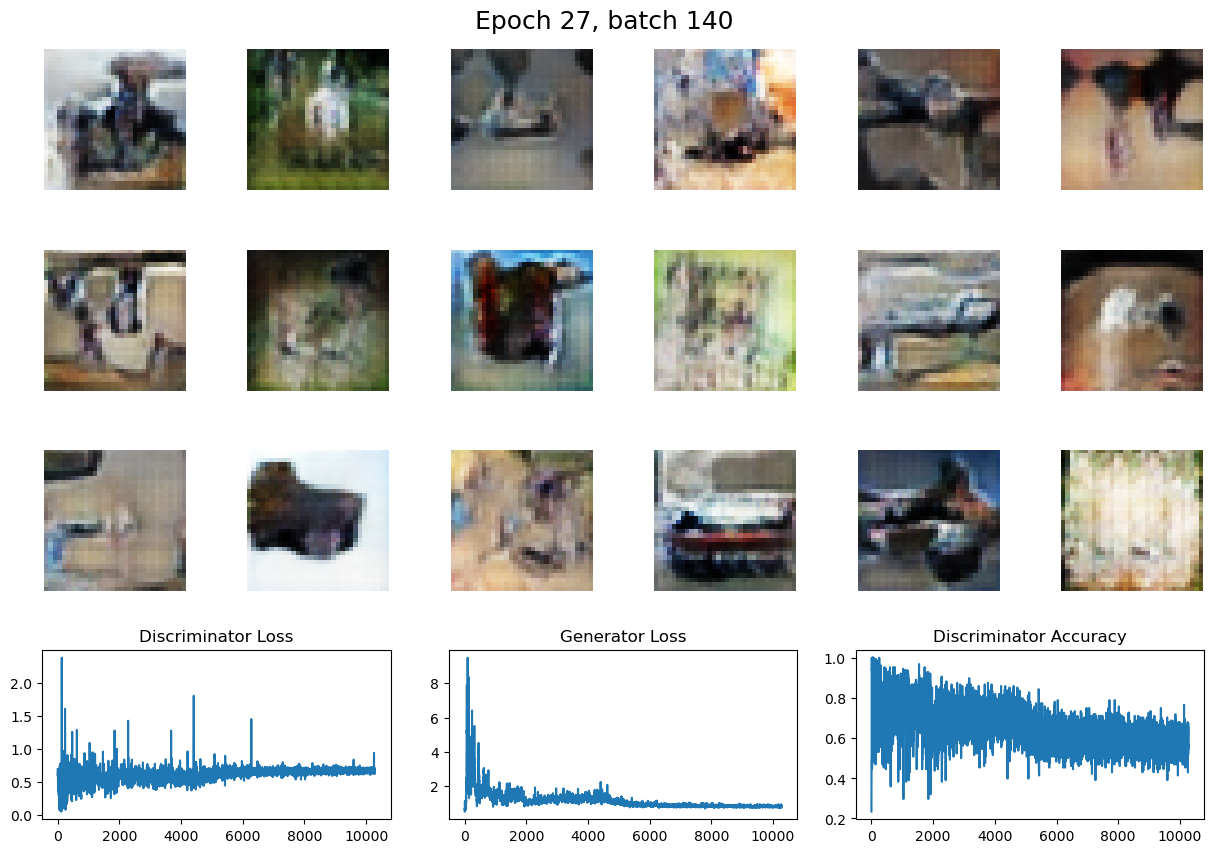 Epoch 27, batch 140
Discriminator Loss
Generator Loss
Discriminator Accuracy
2.0
1.5
1.0
0.5
0.0
0 2000 4000 6000 8000 10000
8
6
4
2
0 2000 4000 6000 8000 10000
1.0
0.8
0.6
0.4
0.2
0 2000 4000 6000 8000 10000